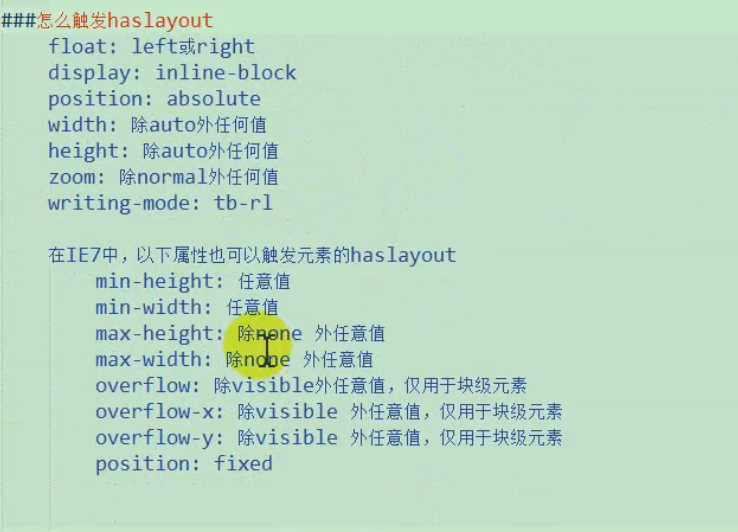 ###怎么触发haslayout
float: left或right
display: inline-block
position: absolute
width: 除auto外任何值
height: 除auto外任何值
zoom: 除normal外任何值
writing-mode: tb-rl
在IE7中，以下属性也可以触发元素的haslayout
min-height: 任意值
min-width: 任意值
max-height: 除none 外任意值
max-width: 除none 外任意值
overflow: 除visible外任意值，仅用于块级元素
overflow-x: 除visible 外任意值，仅用于块级元素
overflow-y: 除visible 外任意值，仅用于块级元素
position: fixed